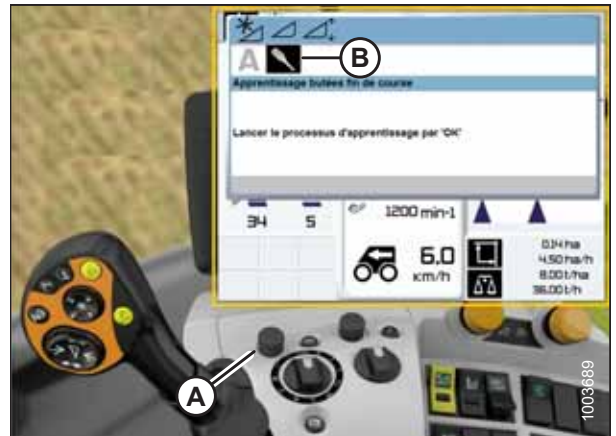 A
B
Apprentissage butées fin de course
Lancer le processus d'apprentissage par 'OK'
34
5
1200 min-1
6,0
km/h
0.14 ha
4.50 ha/h
8.00 t/ha
36.00 t/h
A
1003689